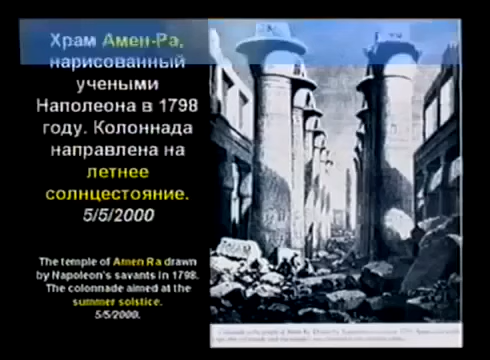 Храм Амен-Ра,
нарисованный
учеными
Наполеона в 1798
году. Колоннада
направлена на
летнее
солнцестояние.
5/5/2000
The temple of Amen Ra drawn
by Napoleon's savants in 1798.
The colonnade aimed at the
summer solstice.
5/5/2000.